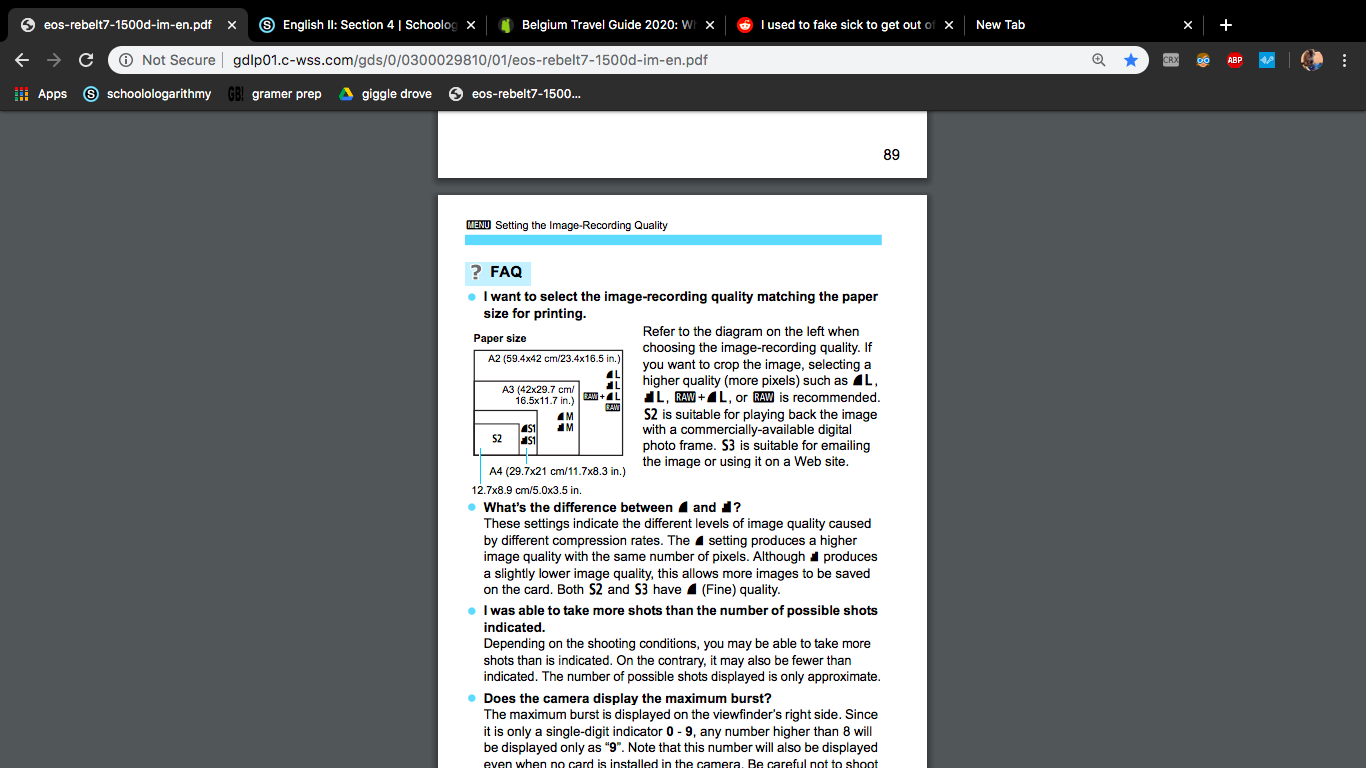 eos-rebelt7-1500d-im-en.pdf
English II: Section 4 | Schoolog
Belgium Travel Guide 2020: W
I used to fake sick to get out of
New Tab
Not Secure | gdlp01.c-wss.com/gds/0/0300029810/01/eos-rebelt7-1500d-im-en.pdf
CRX
ABP
Apps
schoolologarithmy
GB!
gramer prep
giggle drove
eos-rebelt7-1500...
89
MENU Setting the Image-Recording Quality
? FAQ
I want to select the image-recording quality matching the paper
size for printing.
Paper size
A2 (59.4x42 cm/23.4x16.5 in.)
L
L
RAW+L
RAW
A3 (42x29.7 cm/
16.5x11.7 in.)
M
M
S1
S1
S2
A4 (29.7x21 cm/11.7x8.3 in.)
12.7x8.9 cm/5.0x3.5 in.
Refer to the diagram on the left when
choosing the image-recording quality. If
you want to crop the image, selecting a
higher quality (more pixels) such as L,
L, RAW+L, or RAW is recommended.
S2 is suitable for playing back the image
with a commercially-available digital
photo frame. S3 is suitable for emailing
the image or using it on a Web site.
What's the difference between and ?
These settings indicate the different levels of image quality caused
by different compression rates. The setting produces a higher
image quality with the same number of pixels. Although produces
a slightly lower image quality, this allows more images to be saved
on the card. Both S2 and S3 have (Fine) quality.
I was able to take more shots than the number of possible shots
indicated.
Depending on the shooting conditions, you may be able to take more
shots than is indicated. On the contrary, it may also be fewer than
indicated. The number of possible shots displayed is only approximate.
Does the camera display the maximum burst?
The maximum burst is displayed on the viewfinder's right side. Since
it is only a single-digit indicator 0 - 9, any number higher than 8 will
be displayed only as "9". Note that this number will also be displayed
even when no card is installed in the camera. Be careful not to shoot